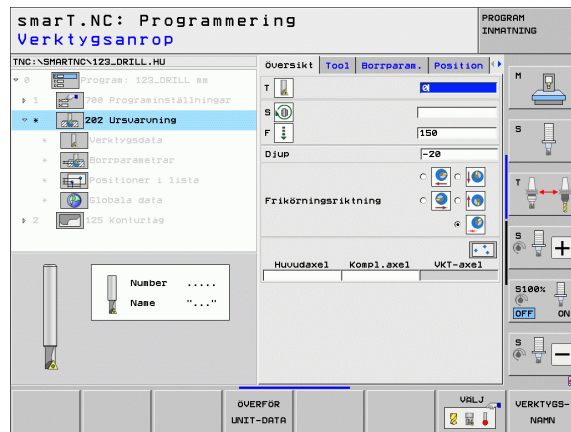 smarT.NC: Programmering
Verktygsanrop
PROGRAM
INMATNING
TNC:\SMARTNC\123_DRILL.HU
0 Program: 123_DRILL mm
1 700 Programinställningar
* 202 Ursvarvning
* Verktygsdata
* Borrparametrar
* Positioner i lista
* Globala data
2 125 Konturtåg
Översikt Tool Borrparam. Position
T 0
S
F 150
Djup -20
Frikörningsriktning
Huvudaxel Kompl.axel VKT-axel
Number .....
Name "..."
M
S
T
S
S100%
OFF ON
S
ÖVERFÖR
UNIT-DATA
VÄLJ
VERKTYGS-
NAMN